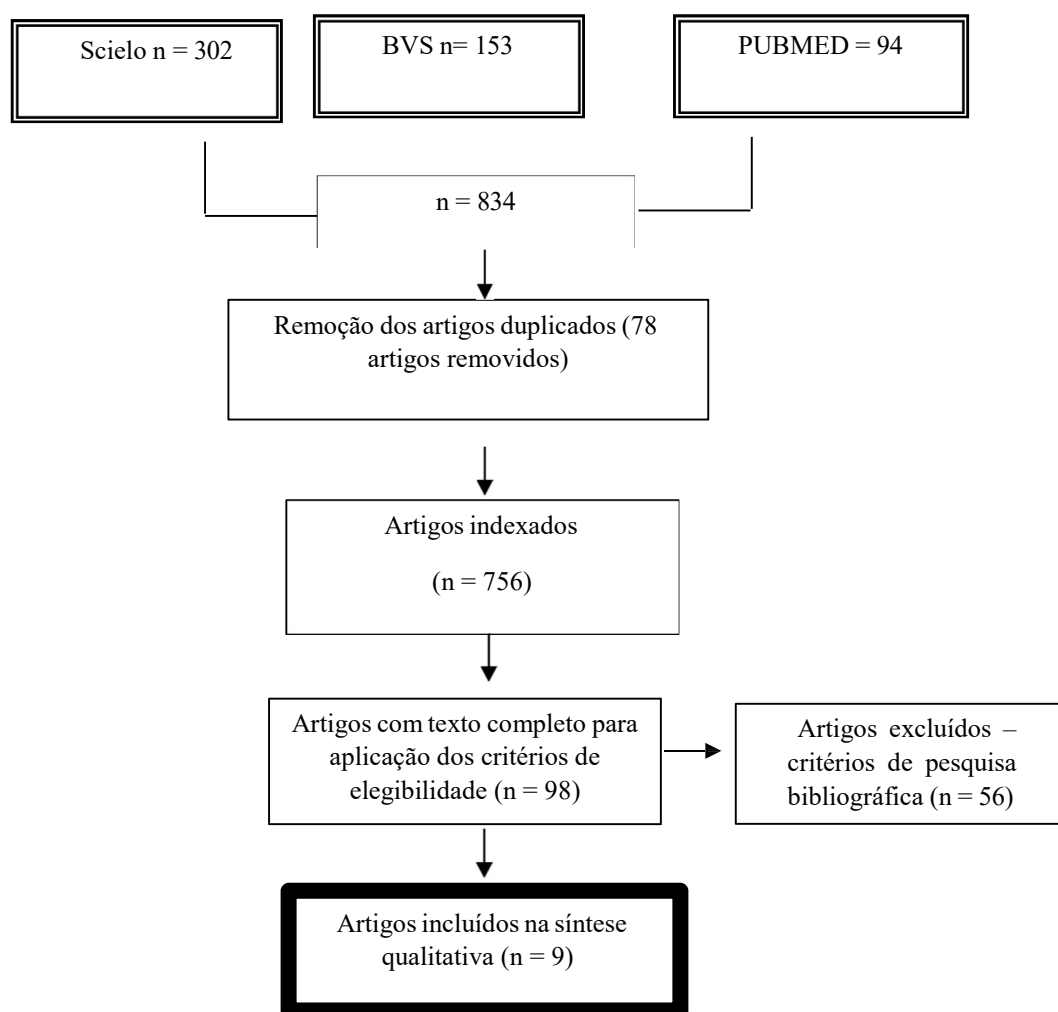 Scielo n = 302
BVS n= 153
PUBMED = 94
n = 834
Remoção dos artigos duplicados (78
artigos removidos)
Artigos indexados
(n = 756)
Artigos com texto completo para
aplicação dos critérios de
elegibilidade (n = 98)
Artigos excluídos –
critérios de pesquisa
bibliográfica (n = 56)
Artigos incluídos na síntese
qualitativa (n = 9)